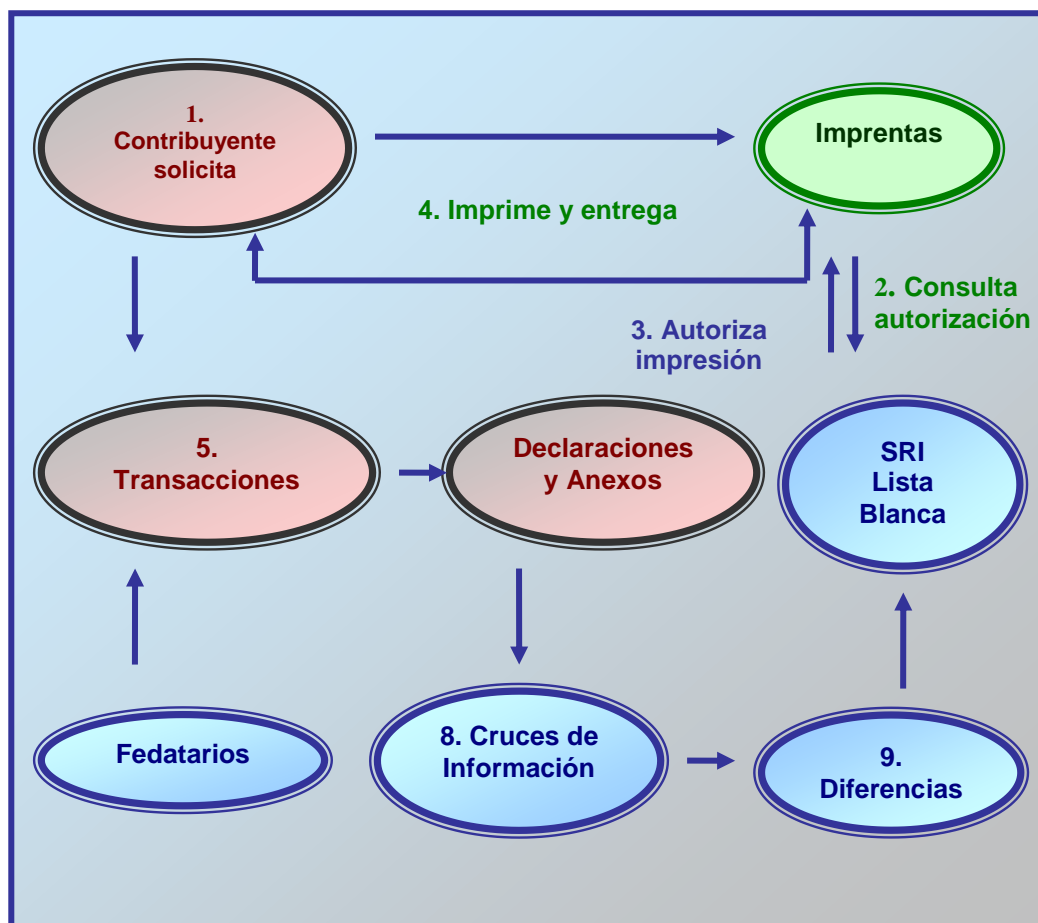 1.
Contribuyente
solicita
Imprentas
4. Imprime y entrega
2. Consulta
autorización
3. Autoriza
impresión
5.
Transacciones
Declaraciones
y Anexos
SRI
Lista
Blanca
Fedatarios
8. Cruces de
Información
9.
Diferencias